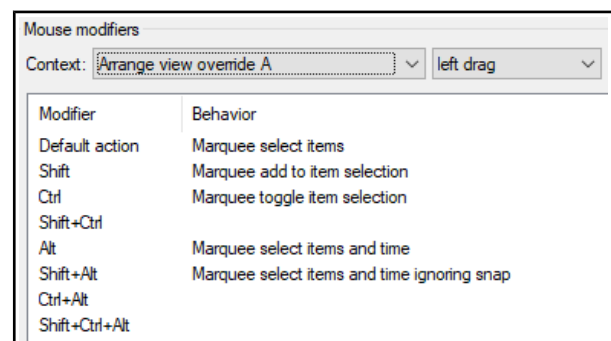 Mouse modifiers
Context: Arrange view override A left drag
Modifier Behavior
Default action Marquee select items
Shift Marquee add to item selection
Ctrl Marquee toggle item selection
Shift+Ctrl
Alt Marquee select items and time
Shift+Alt Marquee select items and time ignoring snap
Ctrl+Alt
Shift+Ctrl+Alt